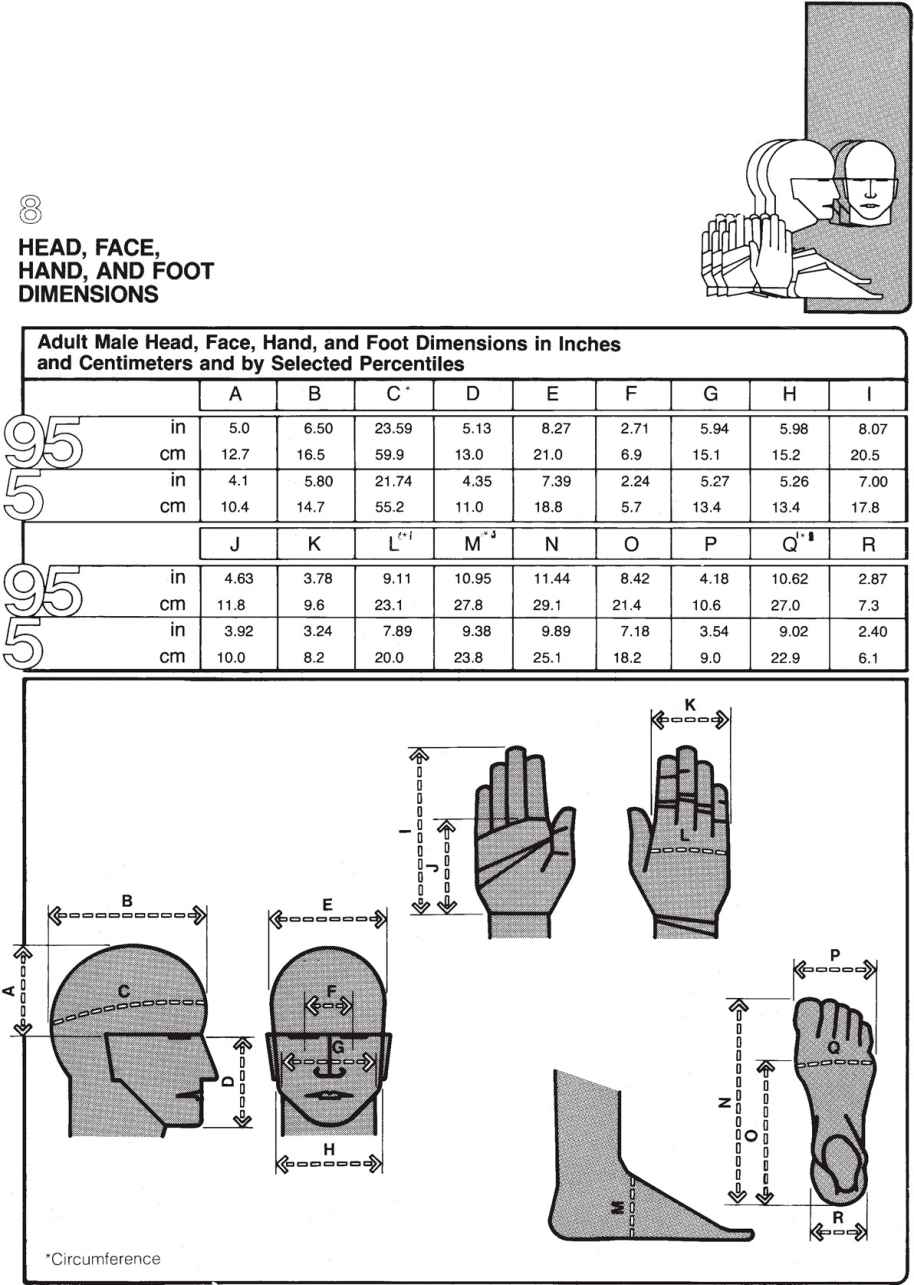 8
HEAD, FACE,
HAND, AND FOOT
DIMENSIONS
Adult Male Head, Face, Hand, and Foot Dimensions in Inches
and Centimeters and by Selected Percentiles
A B C* D E F G H I
95 in 5.0 6.50 23.59 5.13 8.27 2.71 5.94 5.98 8.07
cm 12.7 16.5 59.9 13.0 21.0 6.9 15.1 15.2 20.5
5 in 4.1 5.80 21.74 4.35 7.39 2.24 5.27 5.26 7.00
cm 10.4 14.7 55.2 11.0 18.8 5.7 13.4 13.4 17.8
J K L M N O P Q R
95 in 4.63 3.78 9.11 10.95 11.44 8.42 4.18 10.62 2.87
cm 11.8 9.6 23.1 27.8 29.1 21.4 10.6 27.0 7.3
5 in 3.92 3.24 7.89 9.38 9.89 7.18 3.54 9.02 2.40
cm 10.0 8.2 20.0 23.8 25.1 18.2 9.0 22.9 6.1
K
I
J
L
B
E
A
C
F
G
D
H
P
Q
N
O
M
R
*Circumference